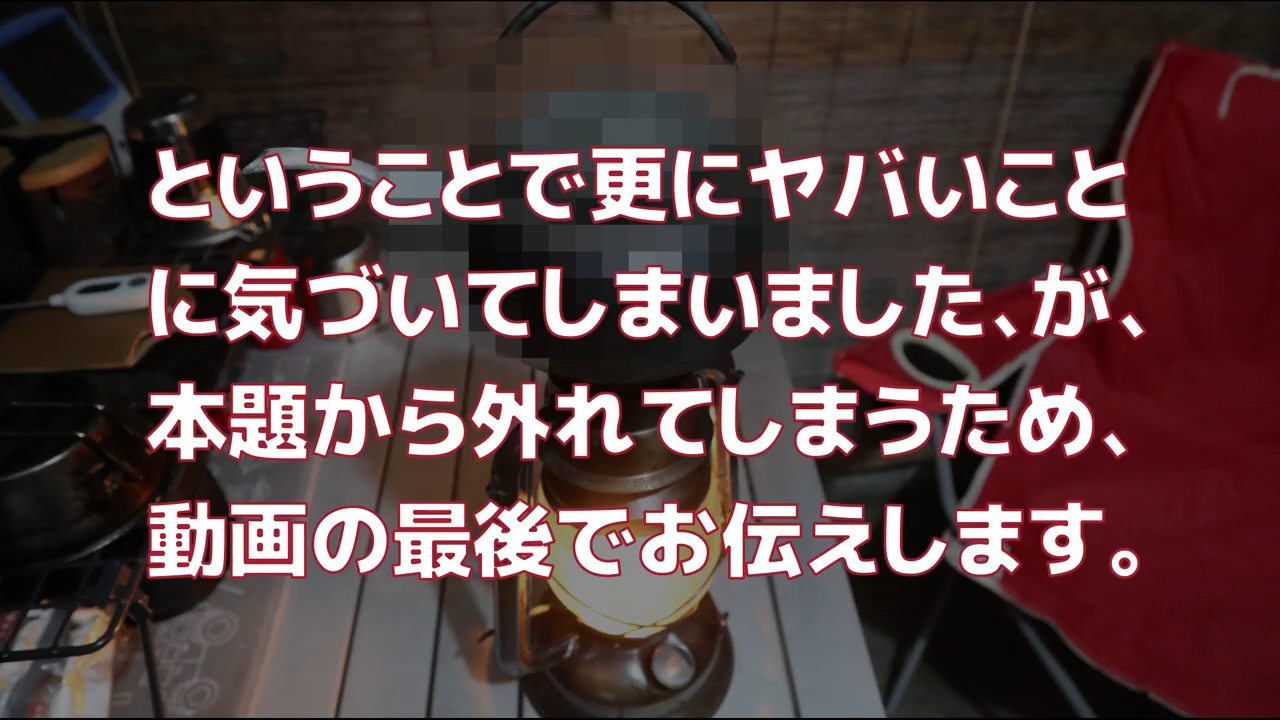 ということで更にヤバいこと
に気づいてしまいました、が、
本題から外れてしまうため、
動画の最後でお伝えします。